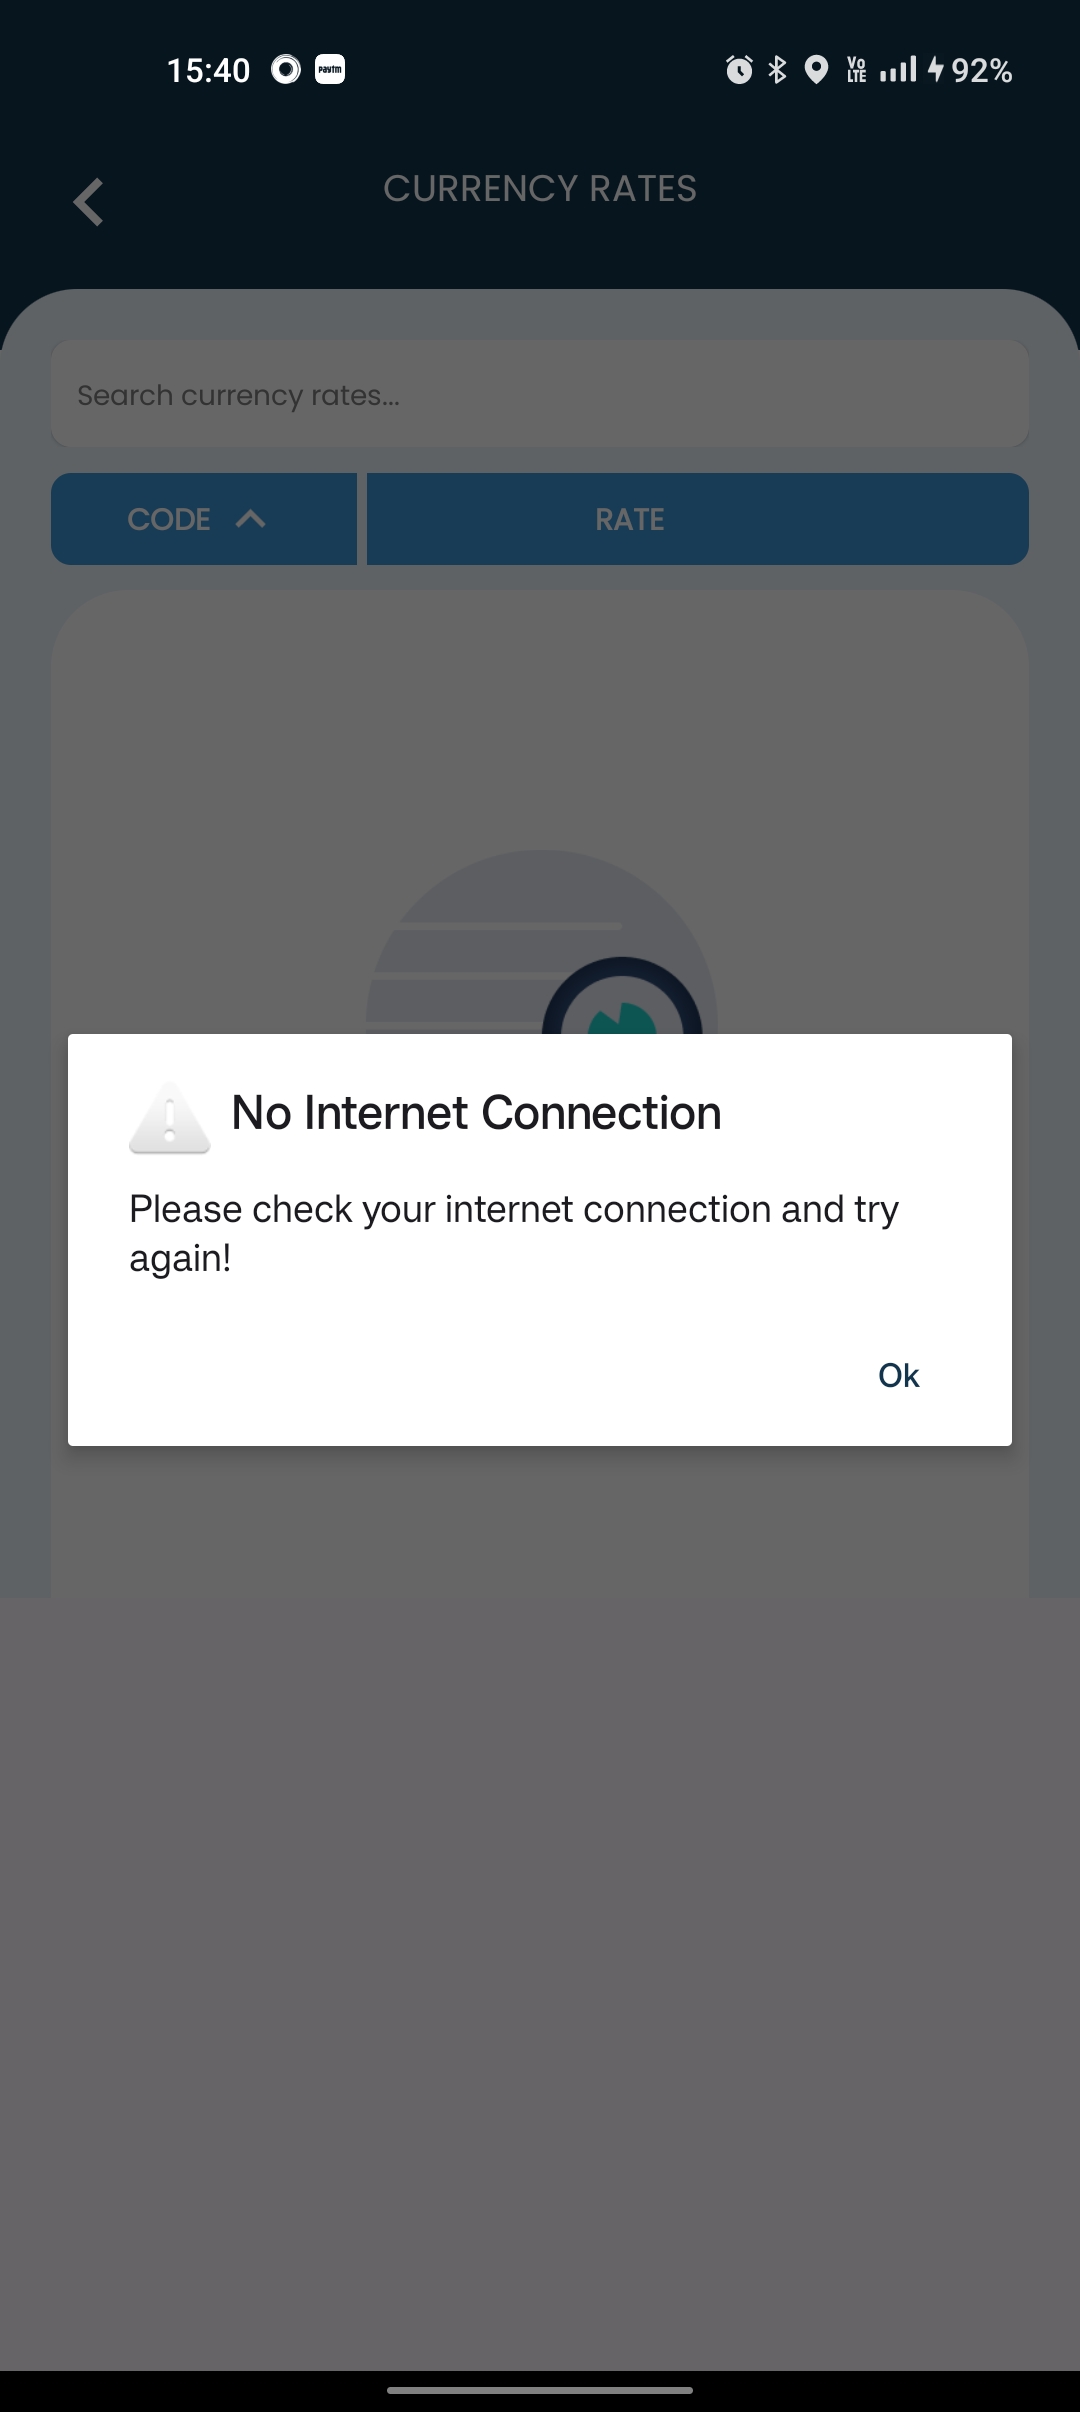 15:40 paytm Vo LTE 92%
CURRENCY RATES
Search currency rates...
CODE RATE
No Internet Connection
Please check your internet connection and try
again!
Ok